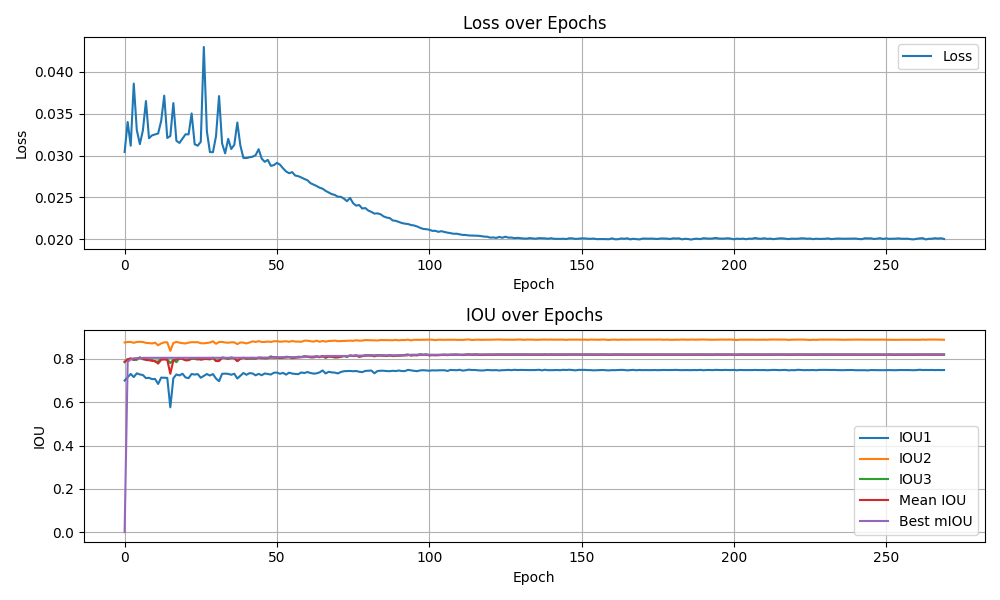 Loss over Epochs
Loss
0.040
0.035
0.030
0.025
0.020
Loss
0 50 100 150 200 250
Epoch
IOU over Epochs
0.8
0.6
0.4
0.2
0.0
IOU
IOU1
IOU2
IOU3
Mean IOU
Best mIOU
0 50 100 150 200 250
Epoch